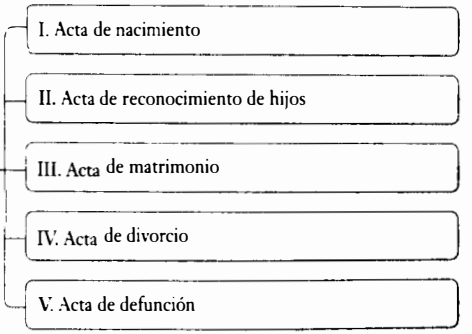 I. Acta de nacimiento
II. Acta de reconocimiento de hijos
III. Acta de matrimonio
IV. Acta de divorcio
V. Acta de defunción